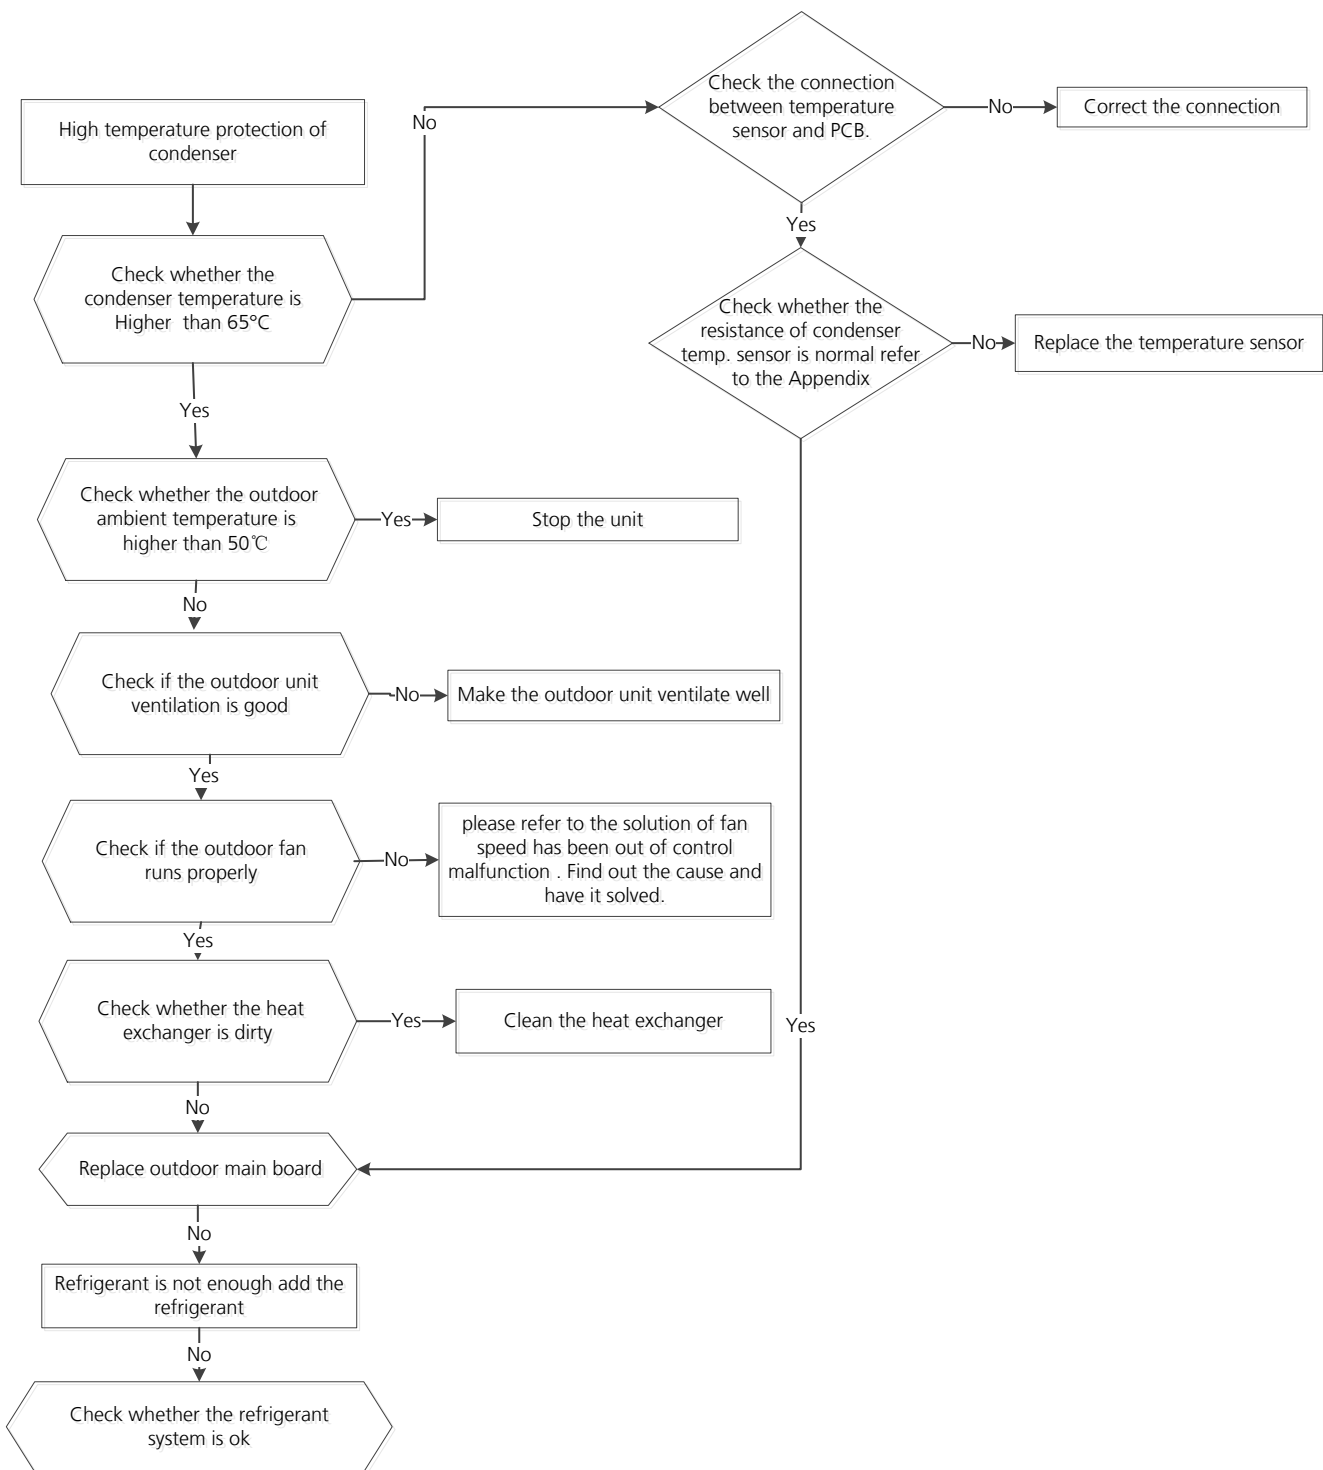 High temperature protection of
condenser
Check whether the
condenser temperature is
Higher  than 65°C
No
Check the connection
between temperature
sensor and PCB.
No
Correct the connection
Yes
Check whether the
resistance of condenser
temp. sensor is normal refer
to the Appendix
No
Replace the temperature sensor
Yes
Check whether the outdoor
ambient temperature is
higher than 50℃
Yes
Stop the unit
No
Check if the outdoor unit
ventilation is good
No
Make the outdoor unit ventilate well
Yes
Check if the outdoor fan
runs properly
No
please refer to the solution of fan
speed has been out of control
malfunction . Find out the cause and
have it solved.
Yes
Check whether the heat
exchanger is dirty
Yes
Clean the heat exchanger
Yes
No
Replace outdoor main board
No
Refrigerant is not enough add the
refrigerant
No
Check whether the refrigerant
system is ok